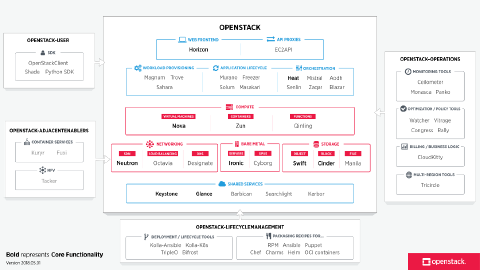 OPENSTACK
WEB FRONTEND
Horizon
API PROXIES
EC2API
WORKLOAD PROVISIONING
Magnum Trove
Sahara
APPLICATION LIFECYCLE
Murano Freezer
Solum Masakari
ORCHESTRATION
Heat Mistral Aodh
Senlin Zaqar Blazar
COMPUTE
VIRTUAL MACHINES
Nova
CONTAINERS
Zun
FUNCTIONS
Qinling
NETWORKING
SDN
Neutron
LOAD BALANCING
Octavia
DNS
Designate
BARE METAL
Ironic
Cyborg
STORAGE
OBJECT
Swift
BLOCK
Cinder
FILE
Manila
SHARED SERVICES
Keystone Glance Barbican Searchlight Karbor
OPENSTACK-USER
SDK
OpenStackClient
Shade Python SDK
OPENSTACK-ADJACENTENABLERS
CONTAINER SERVICES
Kuryr Fuxi
NFV
Tacker
OPENSTACK-OPERATIONS
MONITORING TOOLS
Ceilometer
Monasca Panko
OPTIMIZATION / POLICY TOOLS
Watcher Vitrage
Congress Rally
BILLING / BUSINESS LOGIC
CloudKitty
MULTI-REGION TOOLS
Tricircle
OPENSTACK-LIFECYCLEMANAGEMENT
DEPLOYMENT / LIFECYCLE TOOLS
Kolla-Ansible Kolla-K8s
TripleO Bifrost
PACKAGING RECIPES FOR...
RPM Ansible Puppet
Chef Charms Helm OCI containers
Bold represents Core Functionality
Version 2018.03.31
openstack.